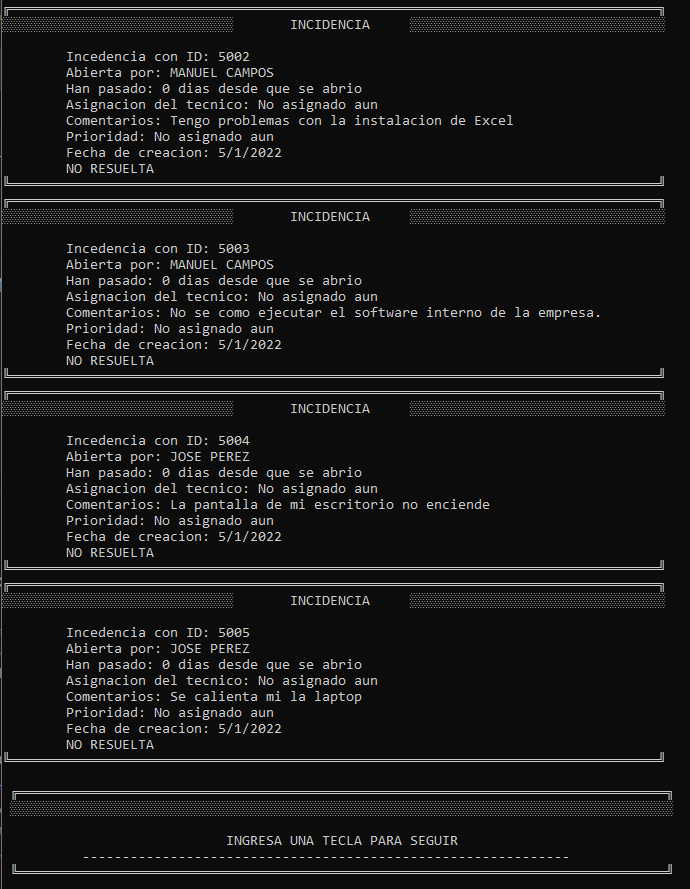 INCIDENCIA
Incedencia con ID: 5002
Abierta por: MANUEL CAMPOS
Han pasado: 0 dias desde que se abrio
Asignacion del tecnico: No asignado aun
Comentarios: Tengo problemas con la instalacion de Excel
Prioridad: No asignado aun
Fecha de creacion: 5/1/2022
NO RESUELTA
INCIDENCIA
Incedencia con ID: 5003
Abierta por: MANUEL CAMPOS
Han pasado: 0 dias desde que se abrio
Asignacion del tecnico: No asignado aun
Comentarios: No se como ejecutar el software interno de la empresa.
Prioridad: No asignado aun
Fecha de creacion: 5/1/2022
NO RESUELTA
INCIDENCIA
Incedencia con ID: 5004
Abierta por: JOSE PEREZ
Han pasado: 0 dias desde que se abrio
Asignacion del tecnico: No asignado aun
Comentarios: La pantalla de mi escritorio no enciende
Prioridad: No asignado aun
Fecha de creacion: 5/1/2022
NO RESUELTA
INCIDENCIA
Incedencia con ID: 5005
Abierta por: JOSE PEREZ
Han pasado: 0 dias desde que se abrio
Asignacion del tecnico: No asignado aun
Comentarios: Se calienta mi la laptop
Prioridad: No asignado aun
Fecha de creacion: 5/1/2022
NO RESUELTA
INGRESA UNA TECLA PARA SEGUIR